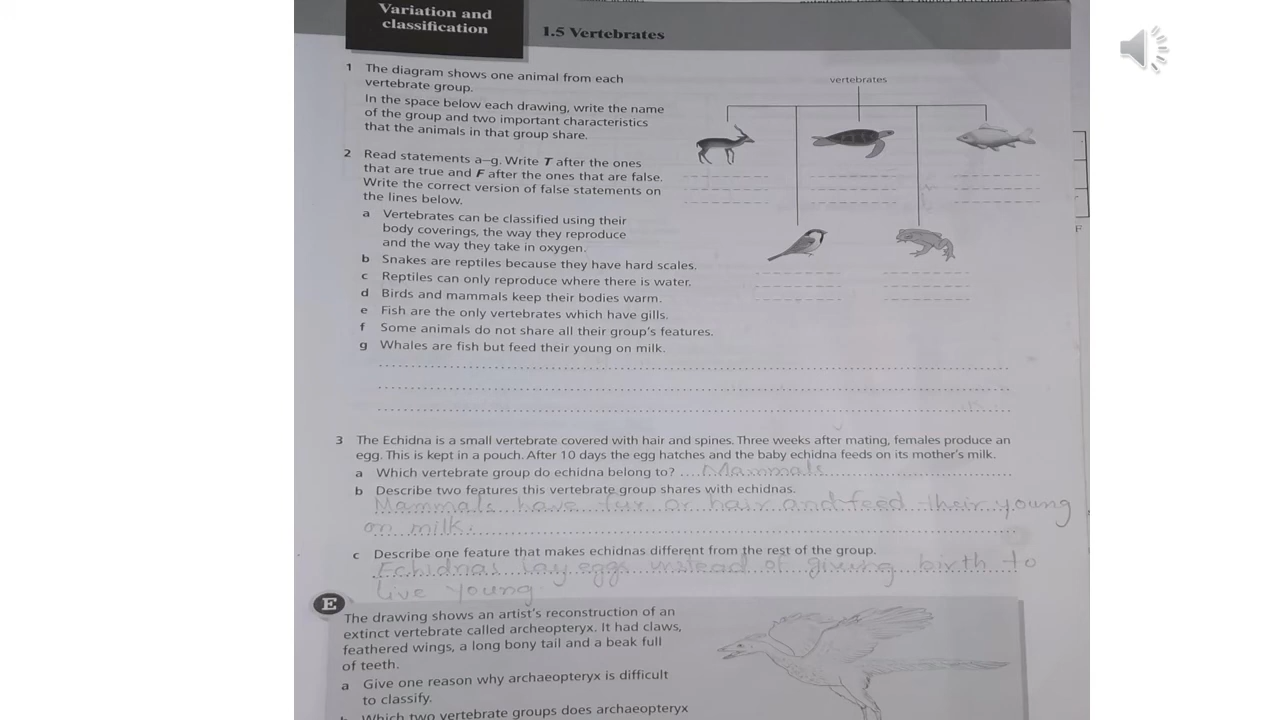 Variation and
classification
1.5 Vertebrates
1 The diagram shows one animal from each
vertebrate group.
In the space below each drawing, write the name
of the group and two important characteristics
that the animals in that group share.
vertebrates
2 Read statements a–g. Write T after the ones
that are true and F after the ones that are false.
Write the correct version of false statements on
the lines below.
a Vertebrates can be classified using their
body coverings, the way they reproduce
and the way they take in oxygen.
b Snakes are reptiles because they have hard scales.
c Reptiles can only reproduce where there is water.
d Birds and mammals keep their bodies warm.
e Fish are the only vertebrates which have gills.
f Some animals do not share all their group's features.
g Whales are fish but feed their young on milk.
3 The Echidna is a small vertebrate covered with hair and spines. Three weeks after mating, females produce an
egg. This is kept in a pouch. After 10 days the egg hatches and the baby echidna feeds on its mother's milk.
a Which vertebrate group do echidna belong to? Mammals
b Describe two features this vertebrate group shares with echidnas.
Mammals have fur or hair and feed their young
on milk.
c Describe one feature that makes echidnas different from the rest of the group.
Echidnas lay eggs instead of giving birth to
live young
E
The drawing shows an artist's reconstruction of an
extinct vertebrate called archeopteryx. It had claws,
feathered wings, a long bony tail and a beak full
of teeth.
a Give one reason why archaeopteryx is difficult
to classify.
b Which two vertebrate groups does archaeopteryx